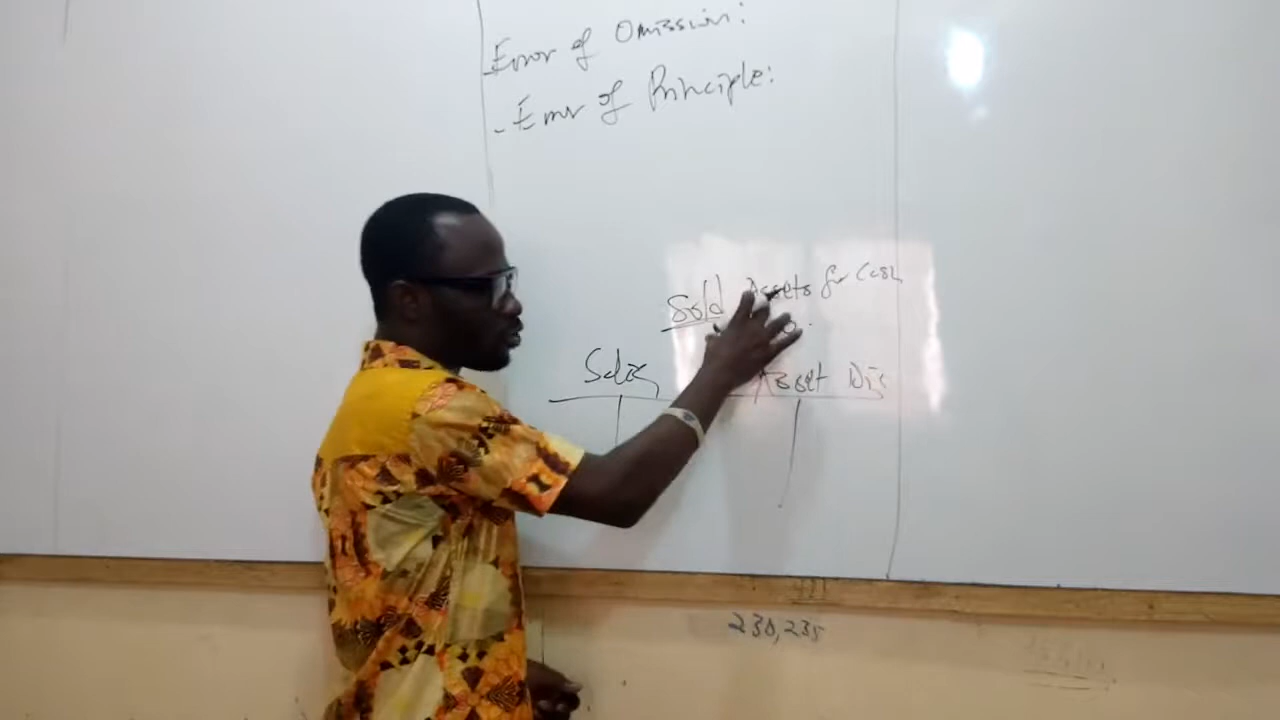 Error of Omission:
- Error of Principle:
Sold Assets for Cash
Sales
Asset Dis
230,235